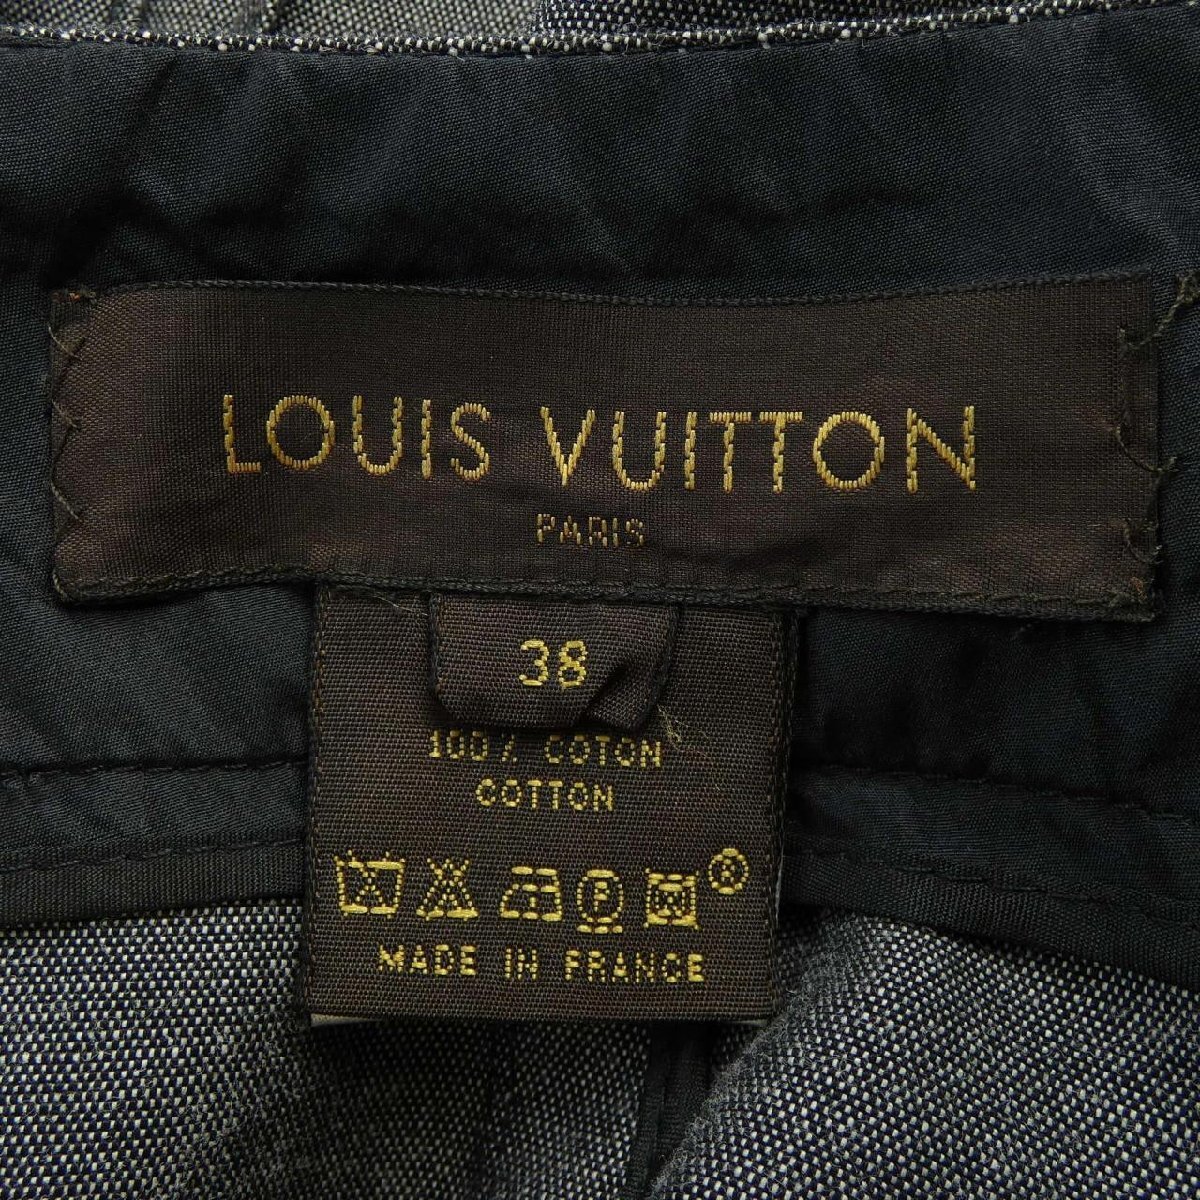 LOUIS VUITTON
PARIS
38
100% COTON
COTTON
P ®
MADE IN FRANCE